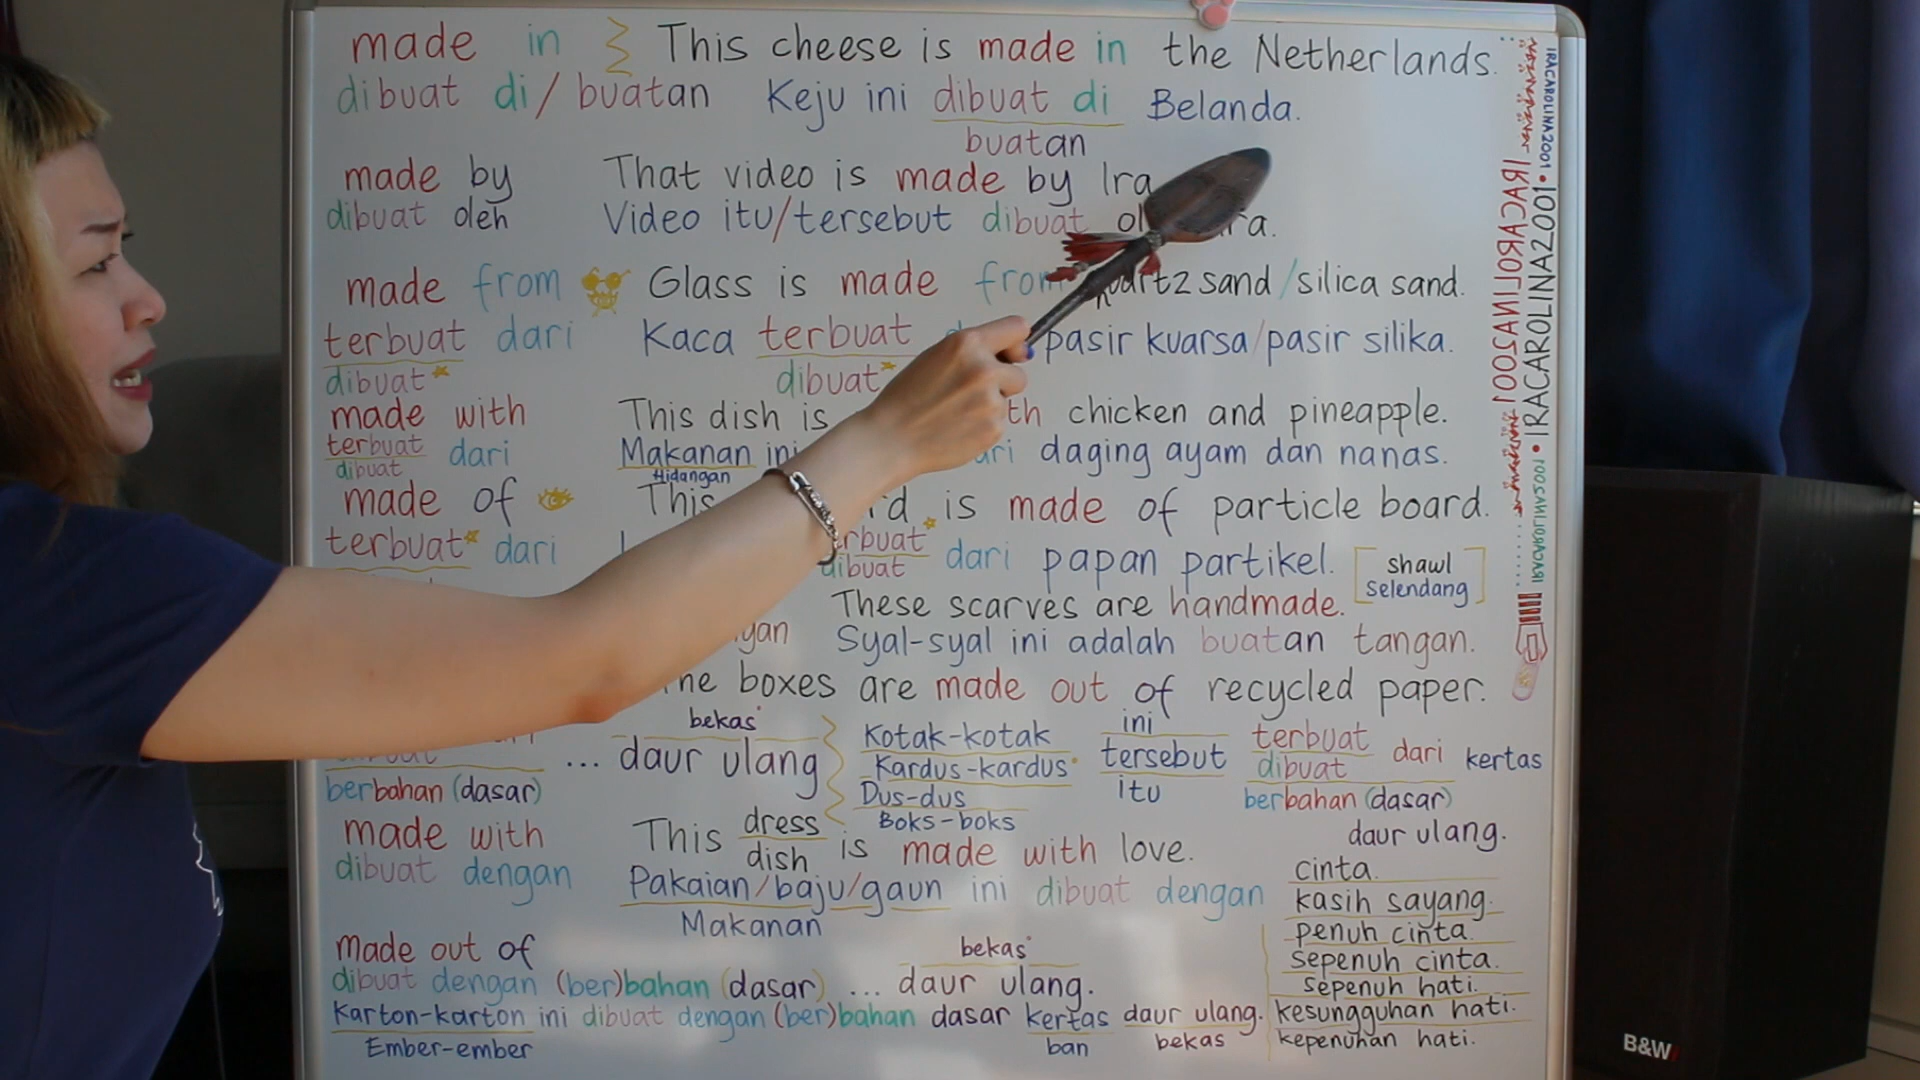 made in This cheese is made in the Netherlands.
dibuat di / buatan Keju ini dibuat di Belanda.
buatan
made by That video is made by Ira
dibuat oleh Video itu/tersebut dibuat
made from Glass is made from sand /silica sand.
terbuat dari Kaca terbuat pasir kuarsa/pasir silika.
dibuat* dibuat*
made with This dish is chicken and pineapple.
terbuat dari Makanan ini daging ayam dan nanas.
dibuat Hidangan
made of This is made of particle board.
terbuat* dari dibuat dari papan partikel. [shawl
selendang]
These scarves are handmade.
Syal-syal ini adalah buatan tangan.
boxes are made out of recycled paper.
bekas ini
... daur ulang Kotak-kotak tersebut terbuat dari kertas
Kardus-kardus dibuat
berbahan (dasar) Dus-dus itu berbahan (dasar)
Boks-boks daur ulang.
made with This dress is made with love.
dish
cinta.
dibuat dengan Pakaian/baju/gaun ini dibuat dengan kasih sayang.
Makanan penuh cinta.
made out of bekas sepenuh cinta.
dibuat dengan (ber)bahan (dasar) ... daur ulang. sepenuh hati.
Karton-karton ini dibuat dengan (ber)bahan dasar kertas daur ulang. kesungguhan hati.
Ember-ember ban bekas kepenuhan hati.
IRACAROLINA2001
IRACAROLINA2001
IRACAROLINA2001
IRACAROLINA2001
B&W